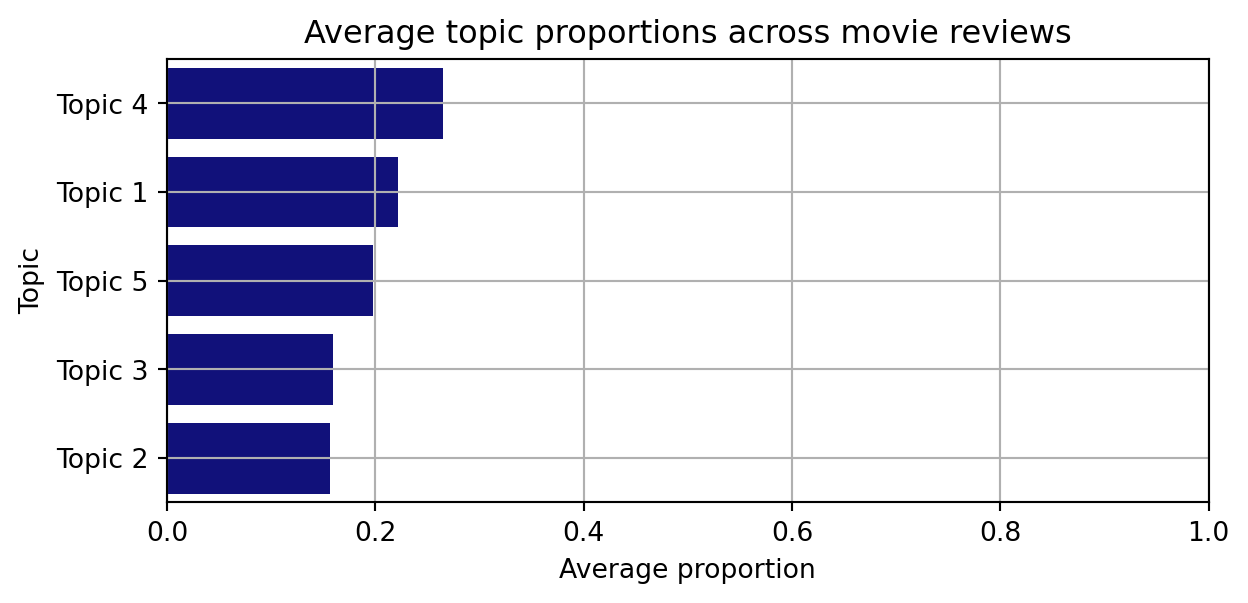 Average topic proportions across movie reviews
Topic
Topic 4
Topic 1
Topic 5
Topic 3
Topic 2
0.0 0.2 0.4 0.6 0.8 1.0
Average proportion